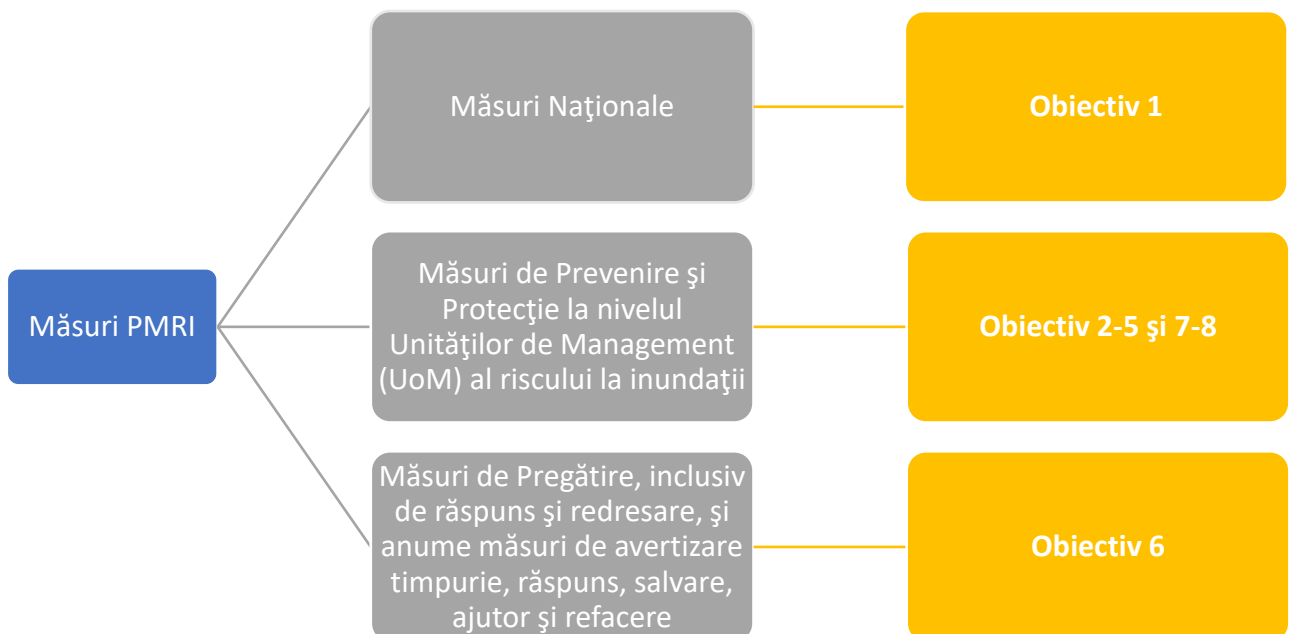 Măsuri PMRI
Măsuri Naţionale
Obiectiv 1
Măsuri de Prevenire şi
Protecţie la nivelul
Unităţilor de Management
(UoM) al riscului la inundaţii
Obiectiv 2-5 şi 7-8
Măsuri de Pregătire, inclusiv
de răspuns şi redresare, şi
anume măsuri de avertizare
timpurie, răspuns, salvare,
ajutor şi refacere
Obiectiv 6